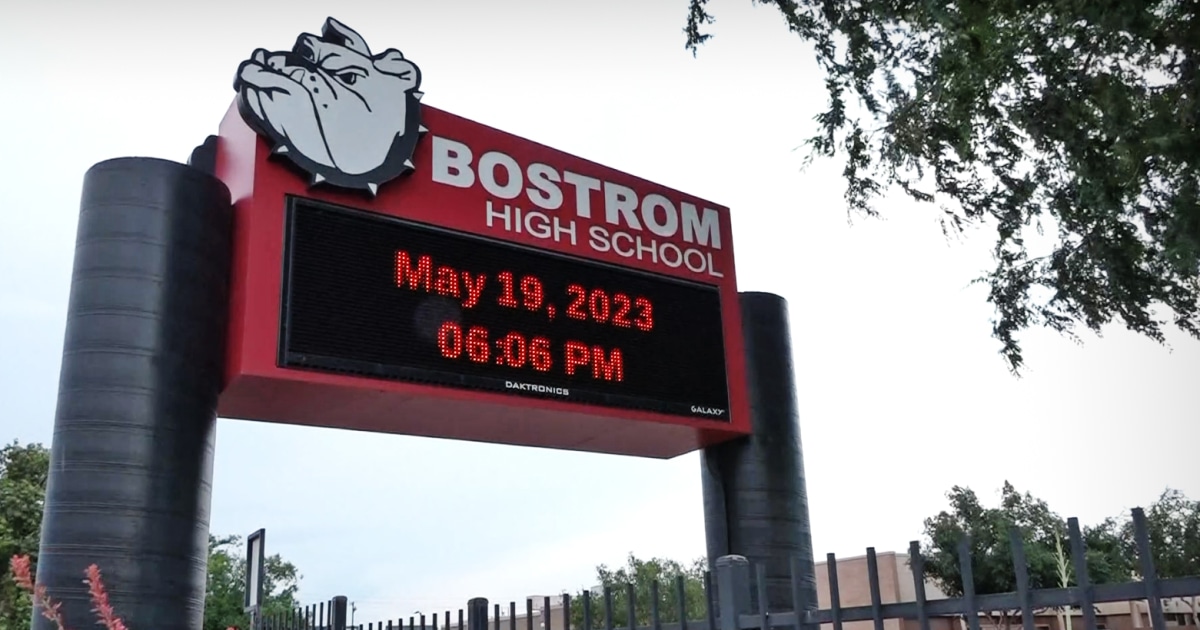 BOSTROM
HIGH SCHOOL
May 19, 2023
06:06 PM
DAKTRONICS
GALAXY